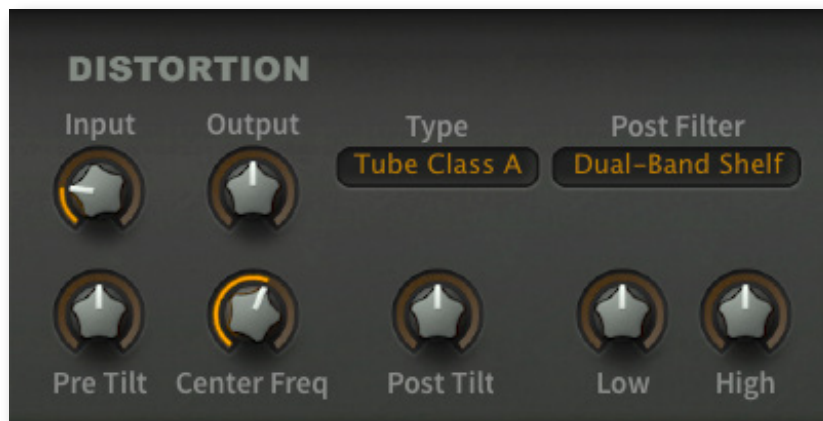 DISTORTION
Input
Output
Type
Post Filter
Tube Class A
Dual-Band Shelf
Pre Tilt
Center Freq
Post Tilt
Low
High